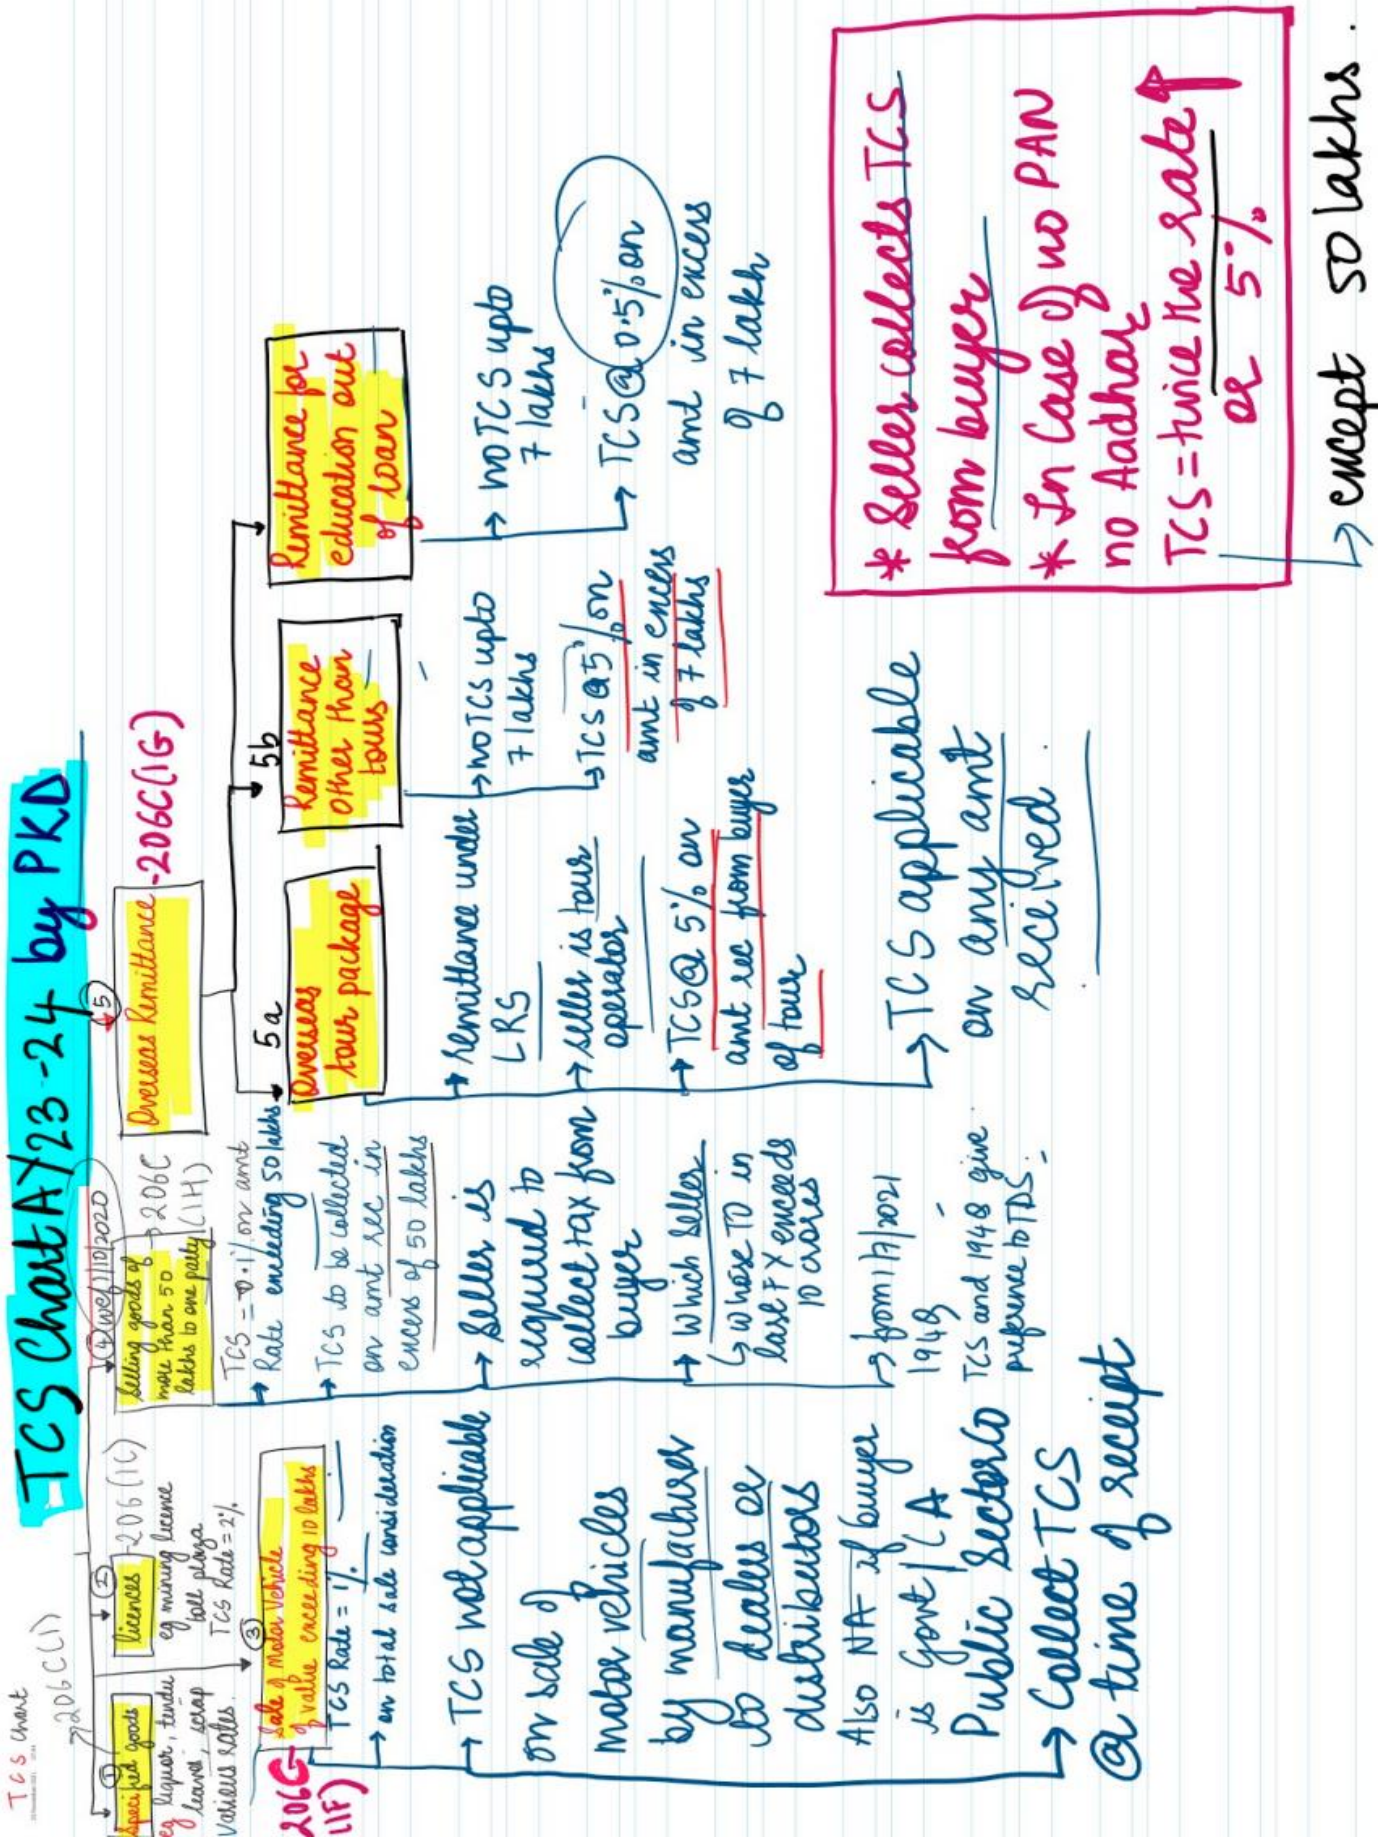 TCS Chart
TCS Chart AY23-24 by PKD
→206C(1)
①
Specified goods
eg liquor, tendu
leaves, scrap
various rates.
②
licences -206(1C)
eg mining licence
toll plaza
TCS Rate = 2%
③
206C
(1F)
Sale of Motor Vehicle
of value exceeding 10 lakhs
TCS Rate = 1%
→ on total sale consideration
→ TCS not applicable
on sale of
motor vehicles
by manufacturer
to dealers or
distributors
Also NA if buyer
is Govt / LA
Public Sector Co
→ Collect TCS
@ time of receipt
④ (wef 1/10/2020
Selling goods of
more than 50
lakhs to one party
→ 206C
(1H)
TCS = 0.1% on amt
→ Rate exceeding 50 lakhs
→ TCS to be collected
on amt rec in
excess of 50 lakhs
→ Seller is
required to
collect tax from
buyer
→ Which seller
↳ whose TO in
last FY exceeds
10 crores
→ from 1/7/2021
194Q
TCS and 194Q give
preference to TDS.
⑤
Overseas Remittance -206C(1G)
5a
Overseas
tour package
→ remittance under
LRS
→ seller is tour
operator
→ TCS @ 5% on
amt rec from buyer
of tour
→ TCS applicable
on any amt
received.
5b
Remittance
Other than
tours
→ no TCS upto
7 lakhs
→ TCS @ 5% on
amt in excess
of 7 lakhs
Remittance for
education out
of loan
→ no TCS upto
7 lakhs
→ TCS @ 0.5% on
amt in excess
of 7 lakh
* Seller collects TCS
from buyer
* In Case of no PAN
no Aadhar
TCS = twice the rate ↑
or 5%
↳ except 50 lakhs.